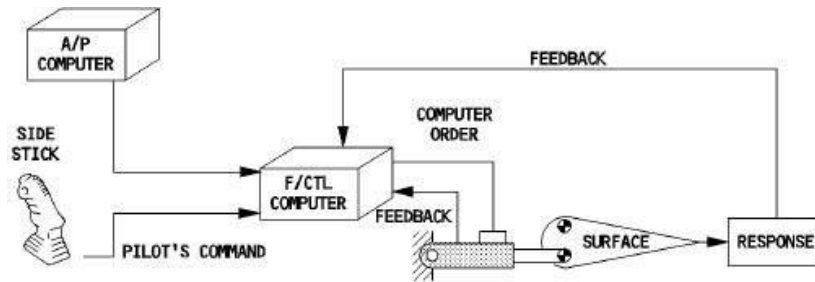 A/P
COMPUTER
FEEDBACK
COMPUTER
ORDER
SIDE
STICK
F/CTL
COMPUTER
FEEDBACK
SURFACE
RESPONSE
PILOT'S COMMAND